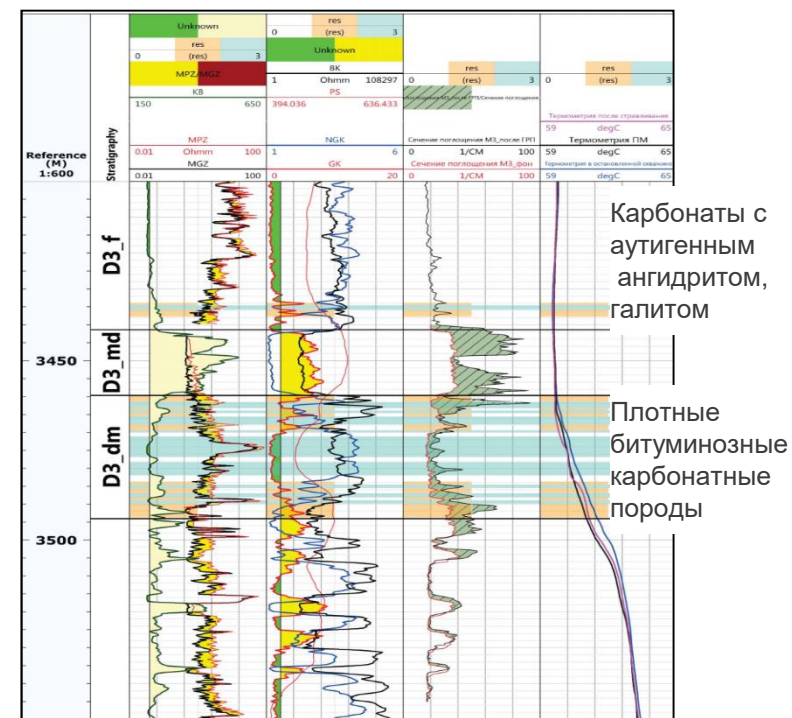 Unknown
res
0 (res) 3
MPZ/MGZ
KB
150 650
MPZ
0.01 Ohmm 100
MGZ
0.01 100
res
0 (res) 3
Unknown
BK
1 Ohmm 108297
PS
394.036 636.433
NGK
1 6
GK
0 20
res
0 (res) 3
Сечение поглощения МЗ_после ГРП
0 1/СМ 100
Сечение поглощения МЗ_фон
0 1/СМ 100
res
0 (res) 3
Термометрия после стравливания
59 degC 65
Термометрия ПМ
59 degC 65
Термометрия в остановленной скважине
59 degC 65
Reference
(M)
1:600
Stratigraphy
D3_f
D3_md
D3_dm
3450
3500
Карбонаты с
аутигенным
ангидритом,
галитом
Плотные
битуминозные
карбонатные
породы